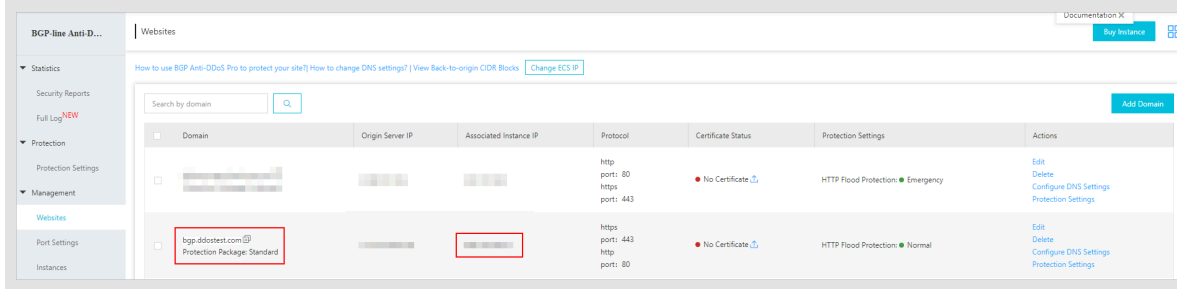 Documentation X
BGP-line Anti-D...
Websites
Buy Instance
Statistics
How to use BGP Anti-DDoS Pro to protect your site?| How to change DNS settings? | View Back-to-origin CIDR Blocks
Change ECS IP
Security Reports
Full Log NEW
Search by domain
Add Domain
Protection
Protection Settings
Management
Websites
Port Settings
Instances
Domain
Origin Server IP
Associated Instance IP
Protocol
Certificate Status
Protection Settings
Actions
http
port: 80
https
port: 443
No Certificate
HTTP Flood Protection: Emergency
Edit
Delete
Configure DNS Settings
Protection Settings
bgp.ddostest.com
Protection Package: Standard
https
port: 443
http
port: 80
No Certificate
HTTP Flood Protection: Normal
Edit
Delete
Configure DNS Settings
Protection Settings